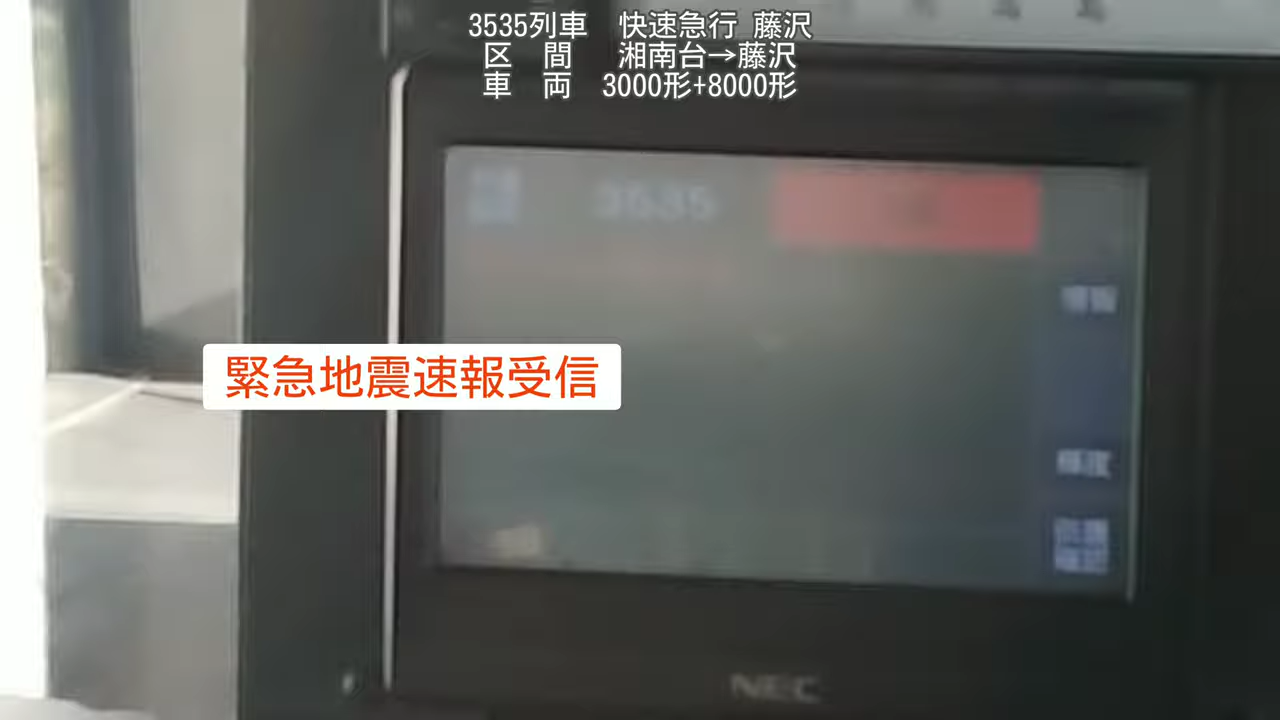 3535列車　快速急行 藤沢
区　間　湘南台→藤沢
車　両　3000形+8000形
3535
緊急地震速報受信
輝度
NEC